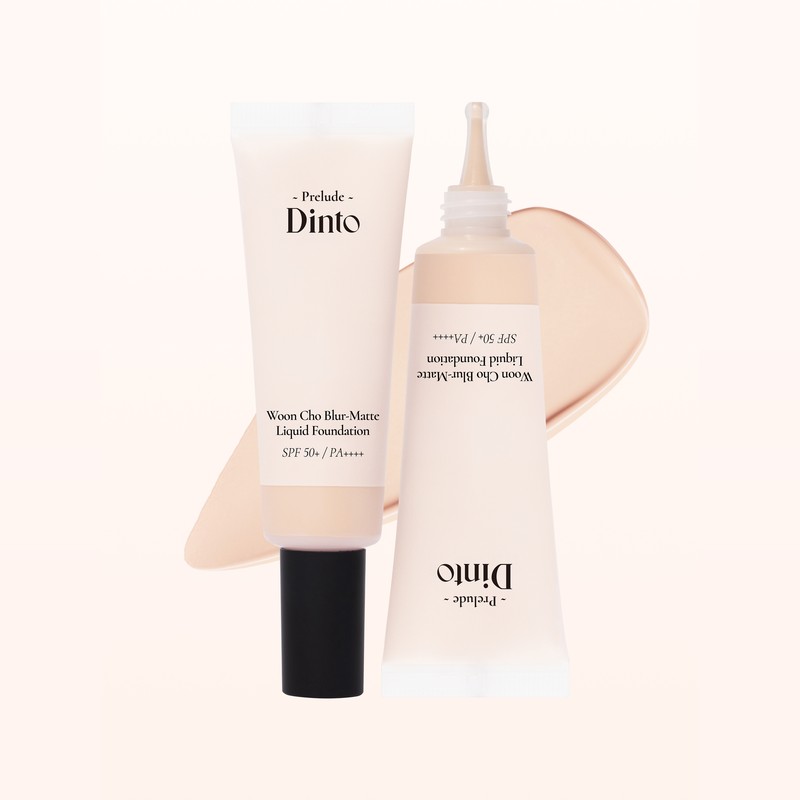 ~ Prelude ~
Dinto
Woon Cho Blur-Matte
Liquid Foundation
SPF 50+ / PA++++
SPF 50+ / PA++++
Liquid Foundation
Woon Cho Blur-Matte
Dinto
~ Prelude ~